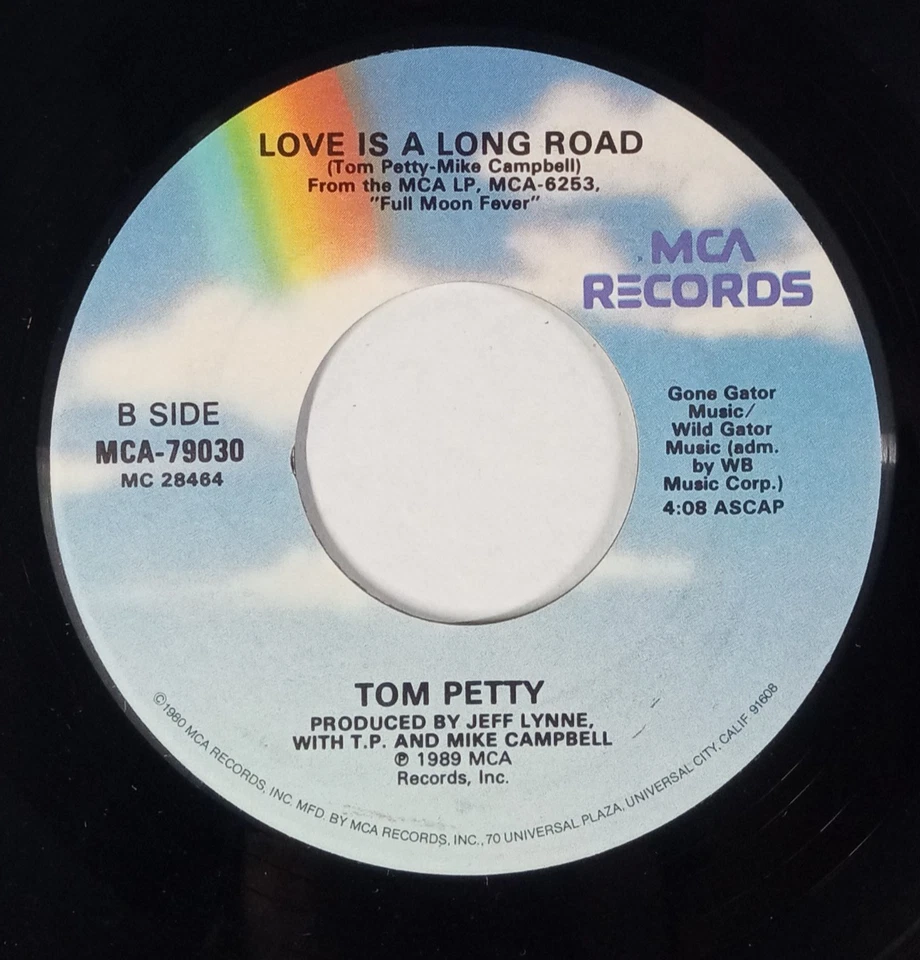 LOVE IS A LONG ROAD
(Tom Petty-Mike Campbell)
From the MCA LP, MCA-6253,
"Full Moon Fever"
MCA
RECORDS
B SIDE
MCA-79030
MC 28464
Gone Gator
Music/
Wild Gator
Music (adm.
by WB
Music Corp.)
4:08 ASCAP
TOM PETTY
PRODUCED BY JEFF LYNNE,
WITH T.P. AND MIKE CAMPBELL
℗ 1989 MCA
Records, Inc.
©1980 MCA RECORDS, INC. MFD. BY MCA RECORDS, INC., 70 UNIVERSAL PLAZA, UNIVERSAL CITY, CALIF. 91608